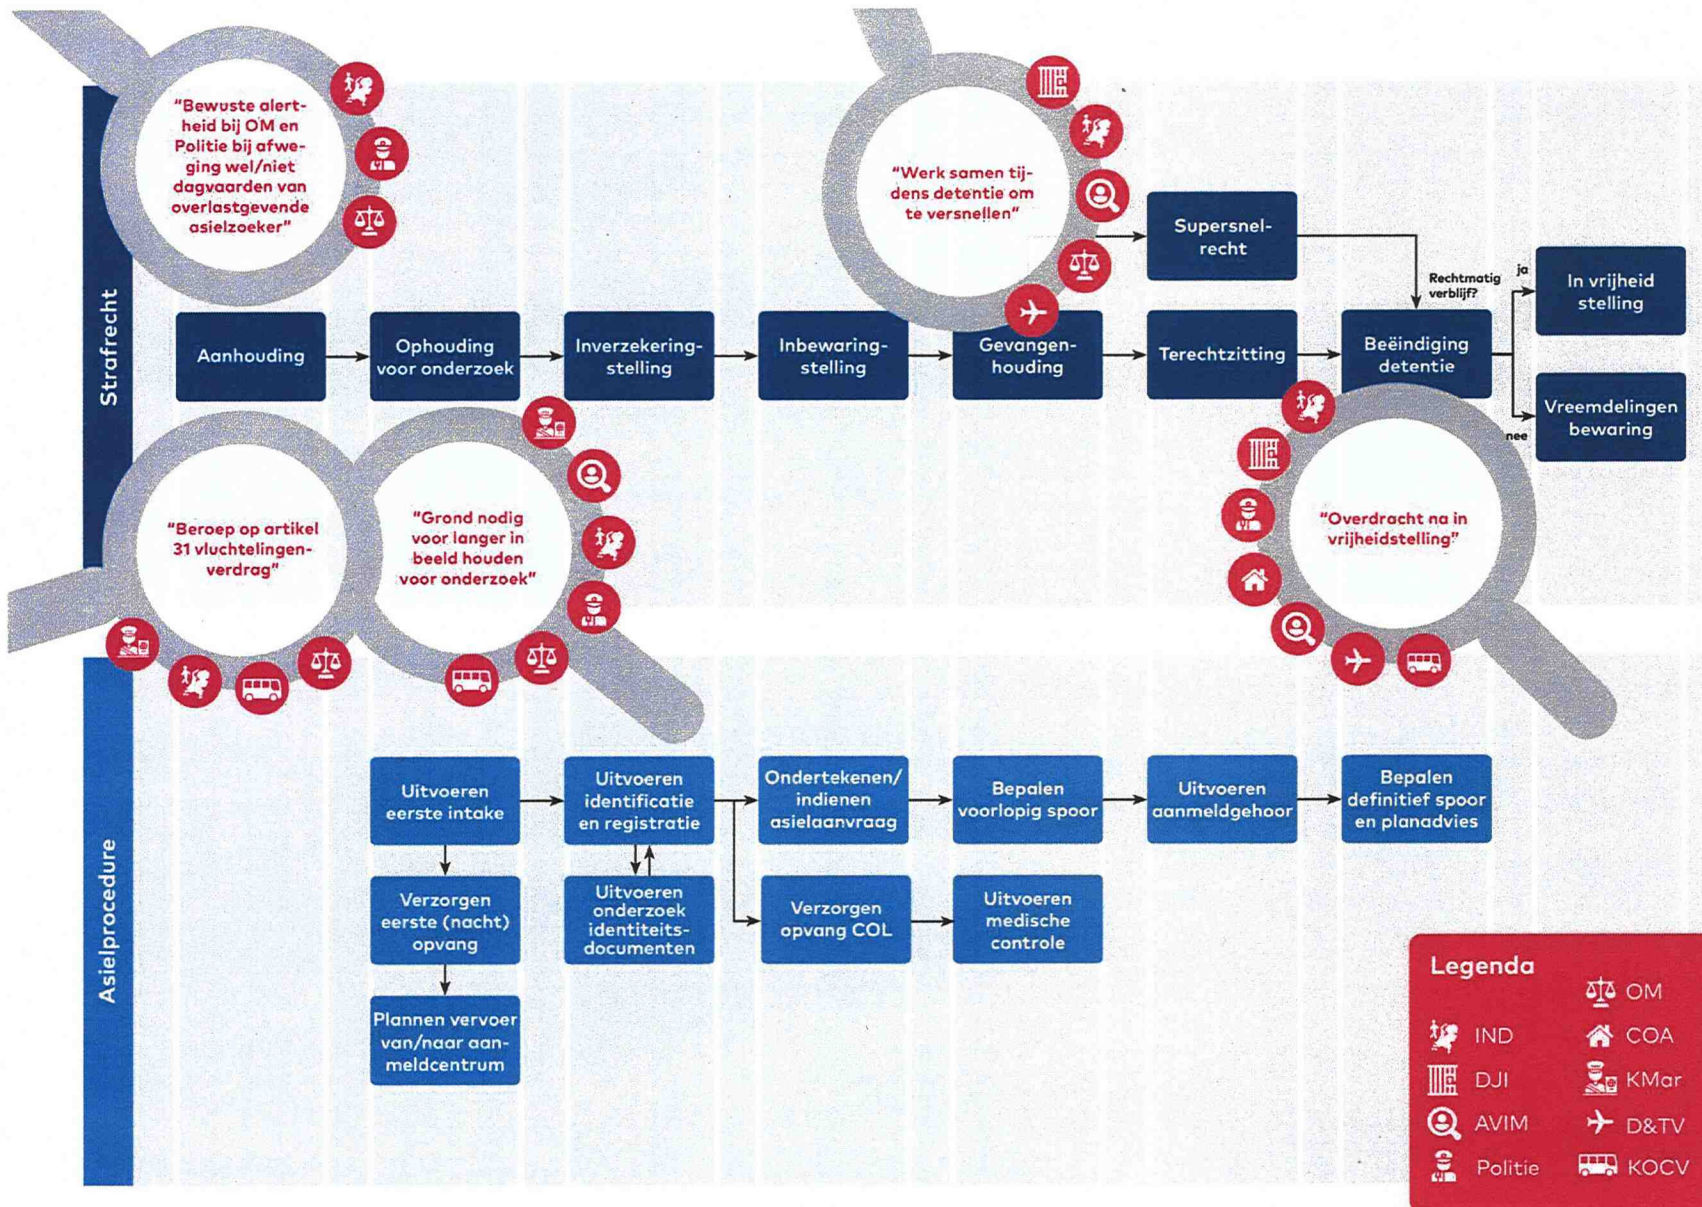 "Bewuste alert-
heid bij OM en
Politie bij afwe-
ging wel/niet
dagvaarden van
overlastgevende
asielzoeker"
"Werk samen tij-
dens detentie om
te versnellen"
Strafrecht
Supersnel-
recht
Rechtmatig
verblijf?
ja
In vrijheid
stelling
Aanhouding
Ophouding
voor onderzoek
Inverzekering-
stelling
Inbewaring-
stelling
Gevangen-
houding
Terechtzitting
Beëindiging
detentie
nee
Vreemdelingen
bewaring
"Beroep op artikel
31 vluchtelingen-
verdrag"
"Grond nodig
voor langer in
beeld houden
voor onderzoek"
"Overdracht na in
vrijheidstelling"
Asielprocedure
Uitvoeren
eerste intake
Uitvoeren
identificatie
en registratie
Ondertekenen/
indienen
asielaanvraag
Bepalen
voorlopig spoor
Uitvoeren
aanmeldgehoor
Bepalen
definitief spoor
en planadvies
Verzorgen
eerste (nacht)
opvang
Uitvoeren
onderzoek
identiteits-
documenten
Verzorgen
opvang COL
Uitvoeren
medische
controle
Plannen vervoer
van/naar aan-
meldcentrum
Legenda
IND
DJI
AVIM
Politie
OM
COA
KMar
D&TV
KOCV